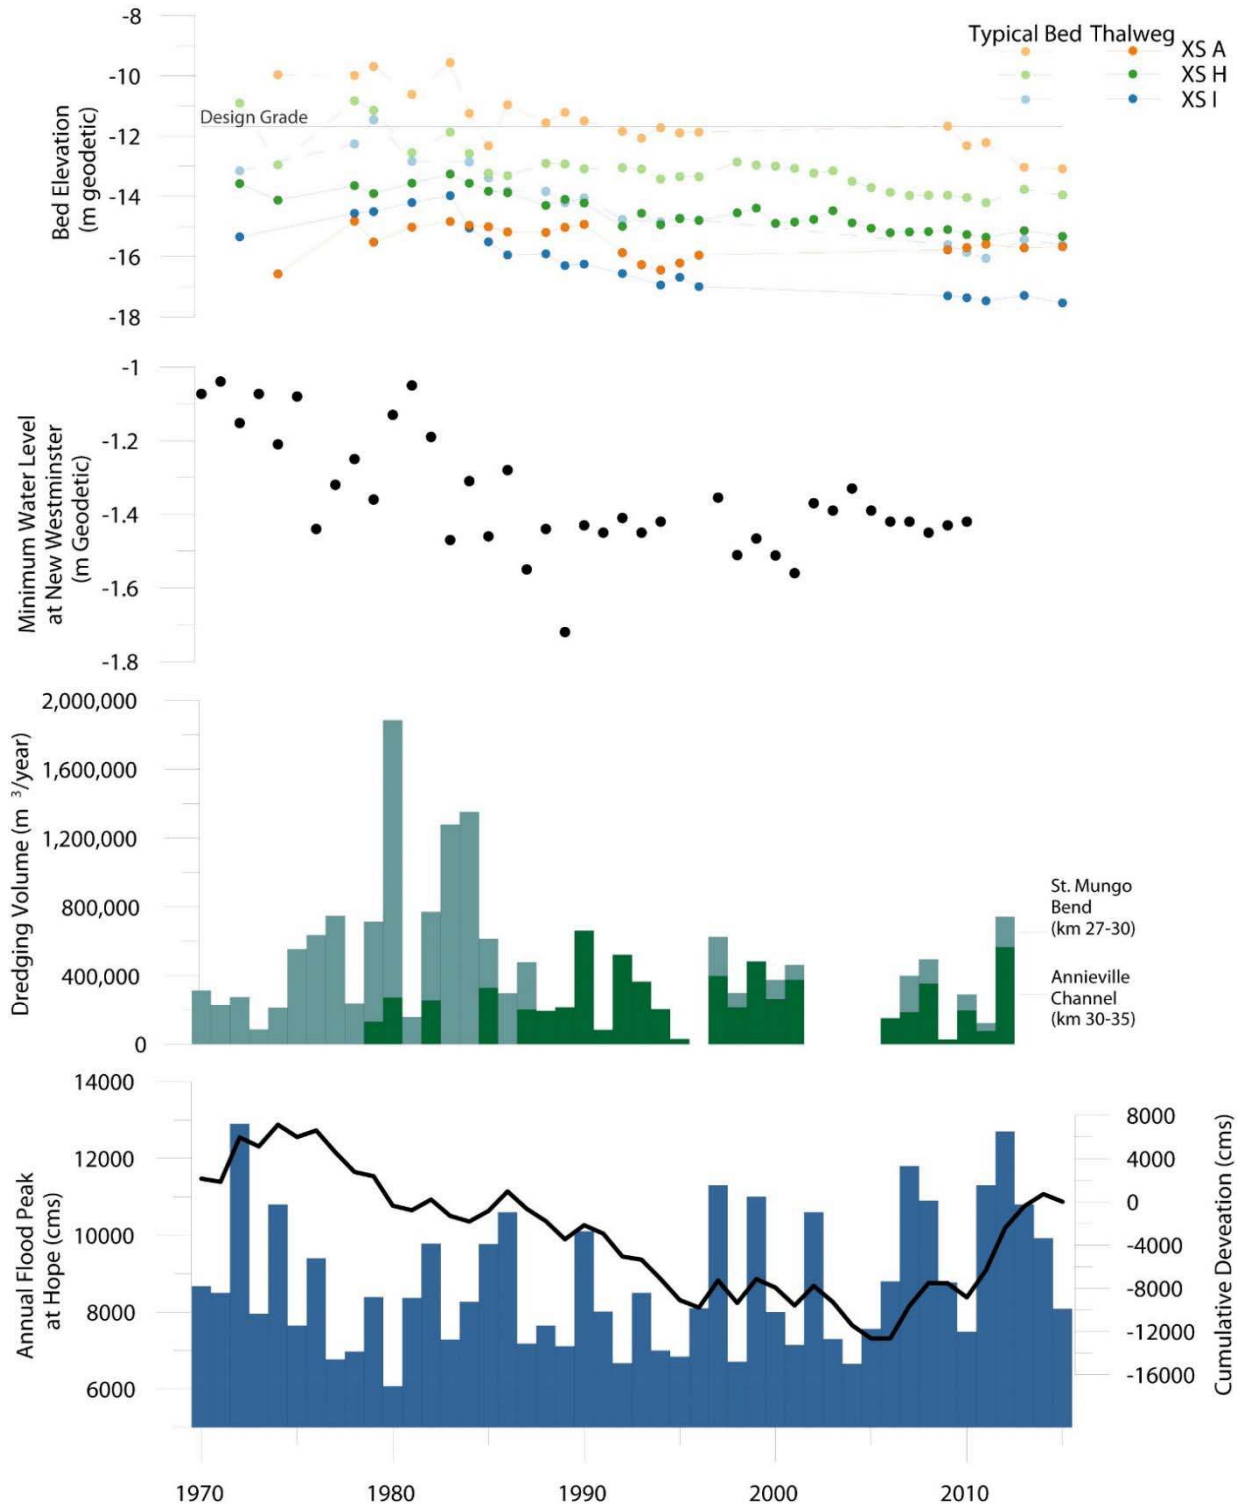 -8
-10
-12
-14
-16
-18
Bed Elevation
(m geodetic)
Design Grade
Typical Bed Thalweg
XS A
XS H
XS I
-1
-1.2
-1.4
-1.6
-1.8
Minimum Water Level
at New Westminster
(m Geodetic)
2,000,000
1,600,000
1,200,000
800,000
400,000
0
Dredging Volume (m ³/year)
St. Mungo
Bend
(km 27-30)
Annieville
Channel
(km 30-35)
14000
12000
10000
8000
6000
Annual Flood Peak
at Hope (cms)
8000
4000
0
-4000
-8000
-12000
-16000
Cumulative Deveation (cms)
1970 1980 1990 2000 2010